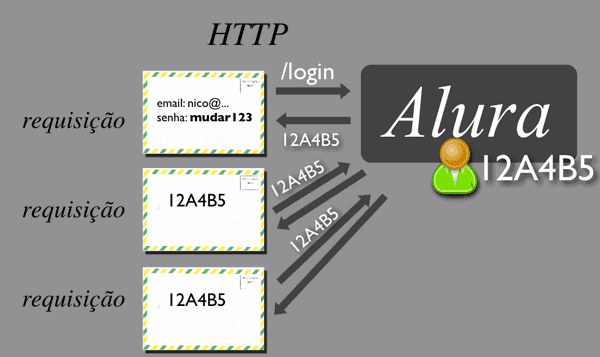 HTTP
requisição
email: nico@...
senha: mudar123
/login
12A4B5
Alura
12A4B5
requisição
12A4B5
12A4B5
12A4B5
requisição
12A4B5